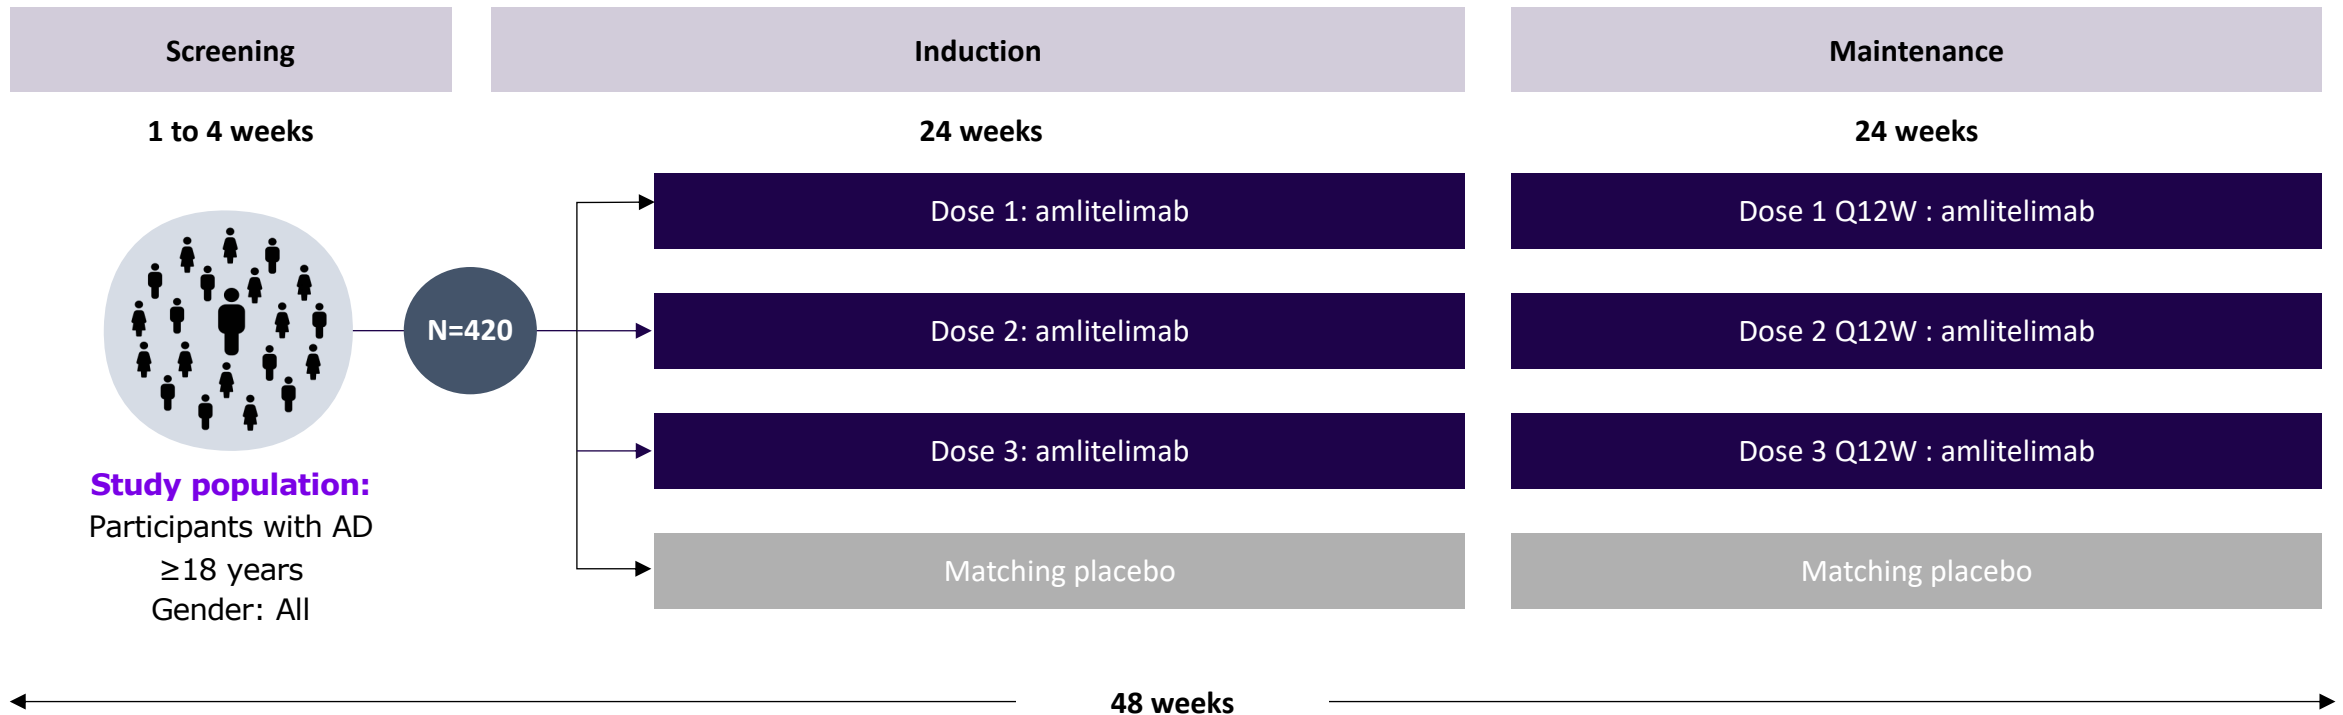 Screening
Induction
Maintenance
1 to 4 weeks
24 weeks
24 weeks
Dose 1: amlitelimab
Dose 1 Q12W : amlitelimab
N=420
Dose 2: amlitelimab
Dose 2 Q12W : amlitelimab
Dose 3: amlitelimab
Dose 3 Q12W : amlitelimab
Study population:
Participants with AD
≥18 years
Gender: All
Matching placebo
Matching placebo
48 weeks